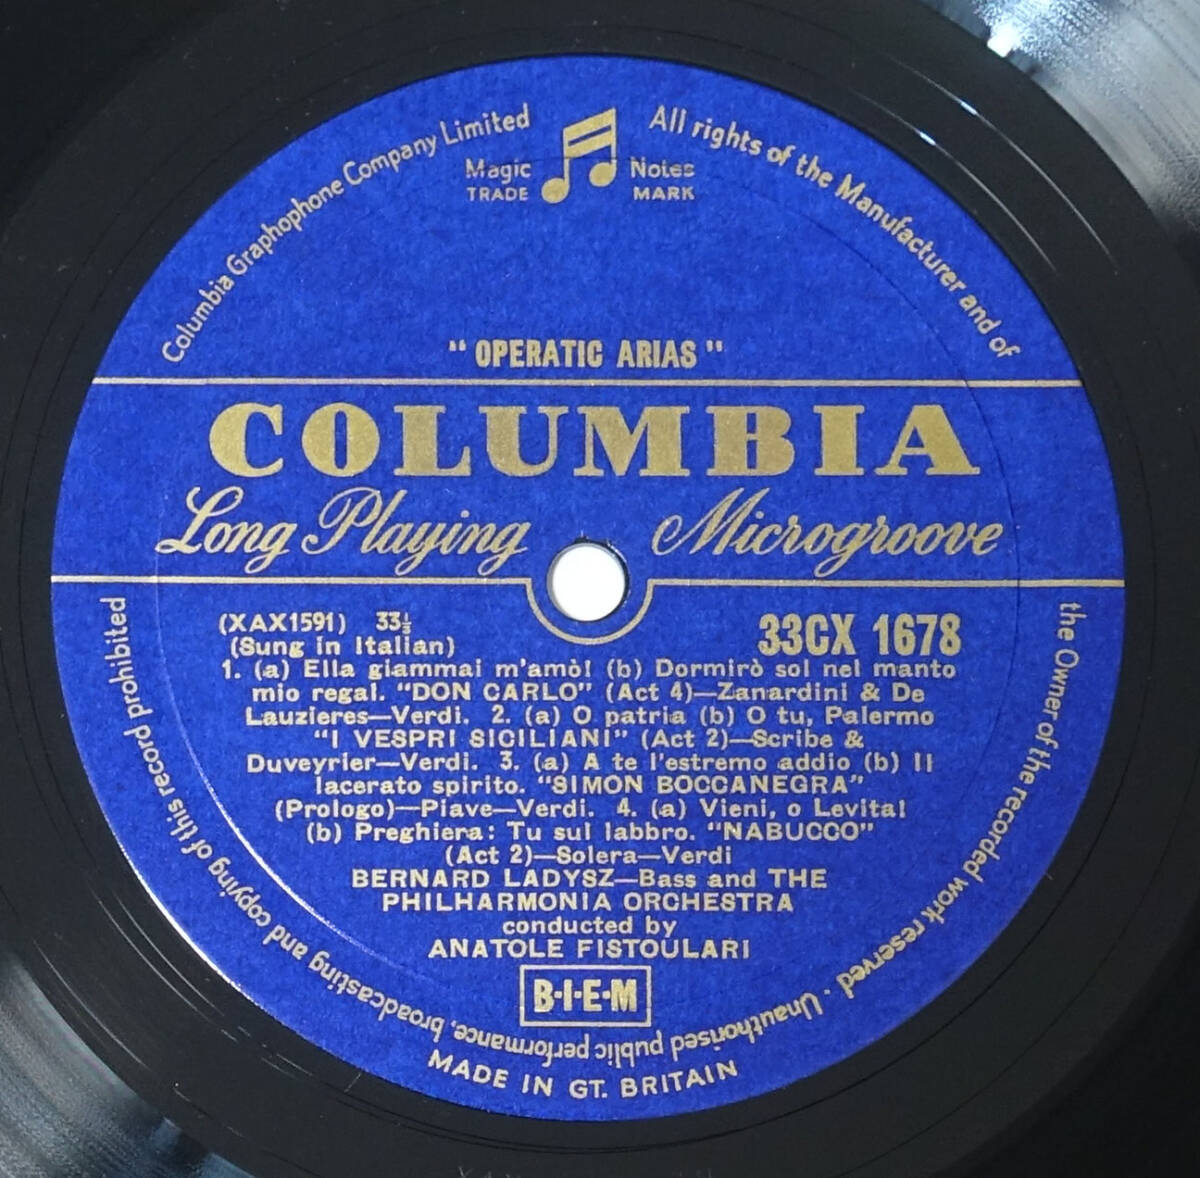 Columbia Graphophone Company Limited
All rights of the Manufacturer and of
the Owner of the recorded work reserved · Unauthorised public performance, broadcasting and copying of this record prohibited
Magic Notes
TRADE MARK
"OPERATIC ARIAS"
COLUMBIA
Long Playing Microgroove
(XAX1591) 33⅓
33CX 1678
(Sung in Italian)
1. (a) Ella giammai m'amò! (b) Dormirò sol nel manto
mio regal. "DON CARLO" (Act 4)—Zanardini & De
Lauzieres—Verdi. 2. (a) O patria (b) O tu, Palermo
"I VESPRI SICILIANI" (Act 2)—Scribe &
Duveyrier—Verdi. 3. (a) A te l'estremo addio (b) Il
lacerato spirito. "SIMON BOCCANEGRA"
(Prologo)—Piave—Verdi. 4. (a) Vieni, o Levita!
(b) Preghiera: Tu sul labbro. "NABUCCO"
(Act 2)—Solera—Verdi
BERNARD LADYSZ—Bass and THE
PHILHARMONIA ORCHESTRA
conducted by
ANATOLE FISTOULARI
B·I·E·M
MADE IN GT. BRITAIN